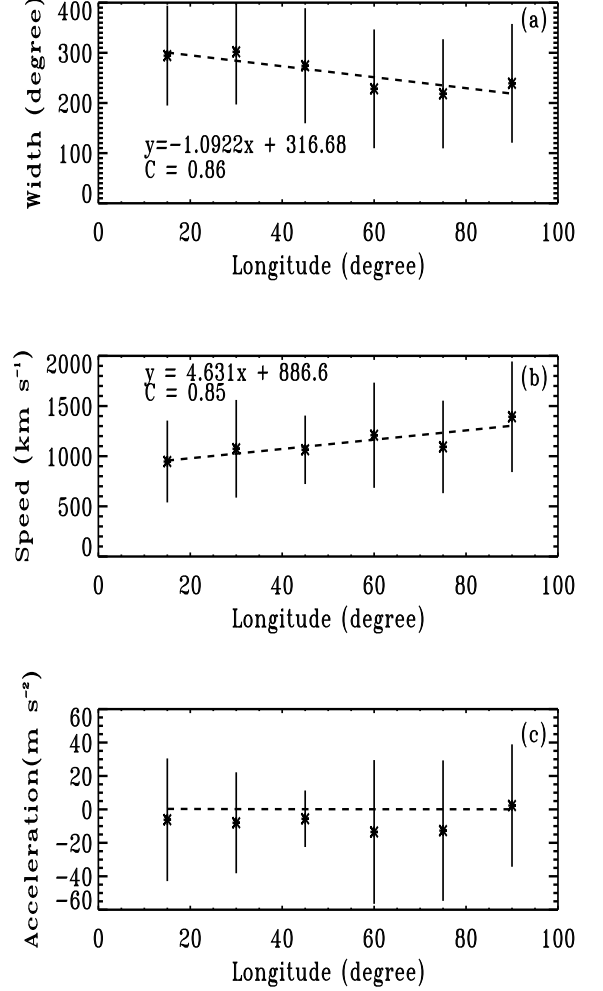 (a)
400
300
200
100
0
Width (degree)
y=-1.0922x + 316.68
C = 0.86
0 20 40 60 80 100
Longitude (degree)
(b)
2000
1500
1000
500
0
Speed (km s⁻¹)
y = 4.631x + 886.6
C = 0.85
0 20 40 60 80 100
Longitude (degree)
(c)
60
40
20
0
-20
-40
-60
Acceleration(m s⁻²)
0 20 40 60 80 100
Longitude (degree)